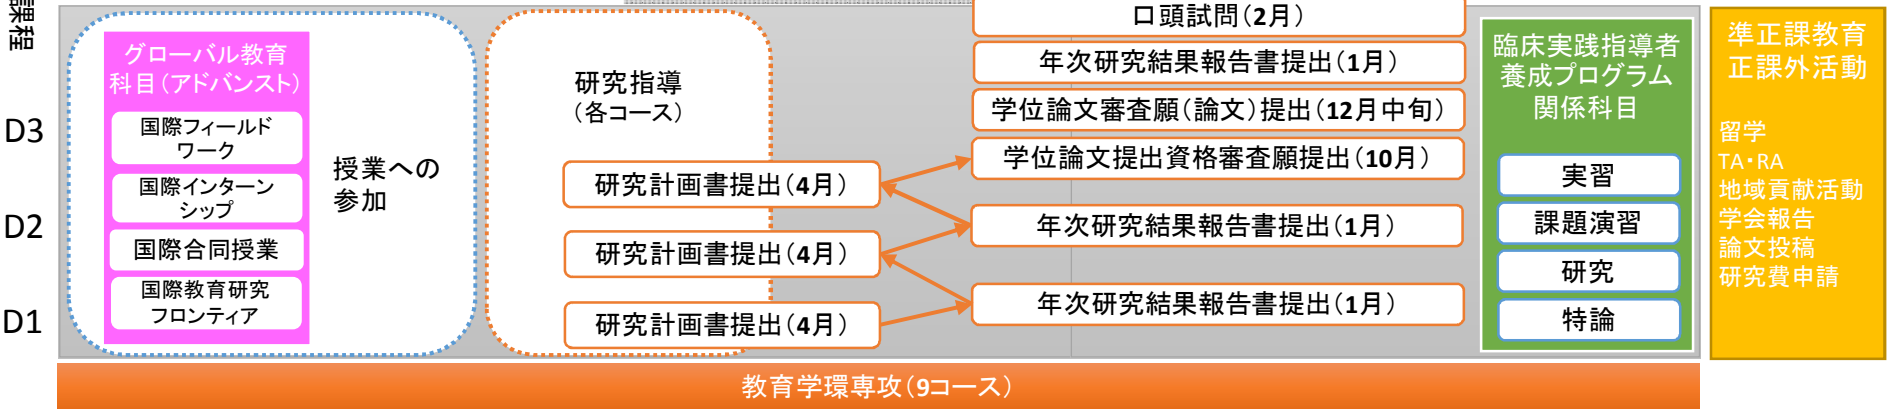 課程
D3
D2
D1
グローバル教育
科目(アドバンスト)
国際フィールド
ワーク
国際インターン
シップ
国際合同授業
国際教育研究
フロンティア
授業への
参加
研究指導
(各コース)
研究計画書提出(4月)
研究計画書提出(4月)
研究計画書提出(4月)
口頭試問(2月)
年次研究結果報告書提出(1月)
学位論文審査願(論文)提出(12月中旬)
学位論文提出資格審査願提出(10月)
年次研究結果報告書提出(1月)
年次研究結果報告書提出(1月)
臨床実践指導者
養成プログラム
関係科目
実習
課題演習
研究
特論
準正課教育
正課外活動
留学
TA・RA
地域貢献活動
学会報告
論文投稿
研究費申請
教育学環専攻(9コース)